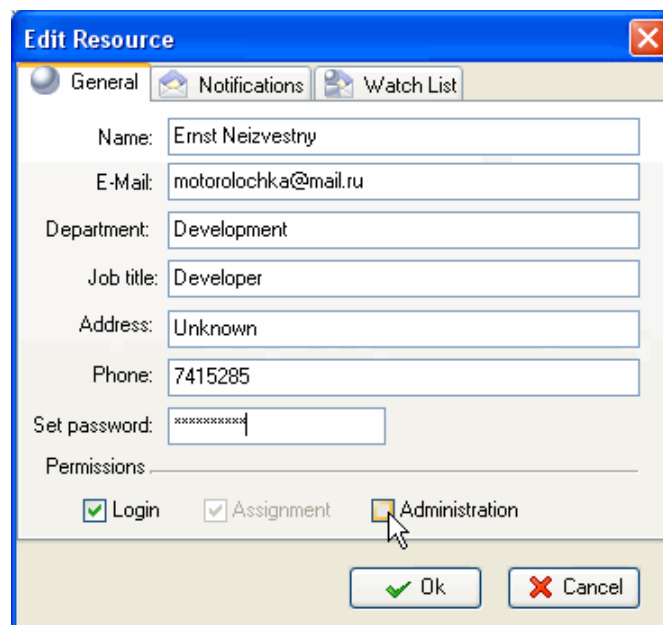 Edit Resource
General Notifications Watch List
Name: Ernst Neizvestny
E-Mail: motorolochka@mail.ru
Department: Development
Job title: Developer
Address: Unknown
Phone: 7415285
Set password: **********
Permissions
Login Assignment Administration
Ok Cancel